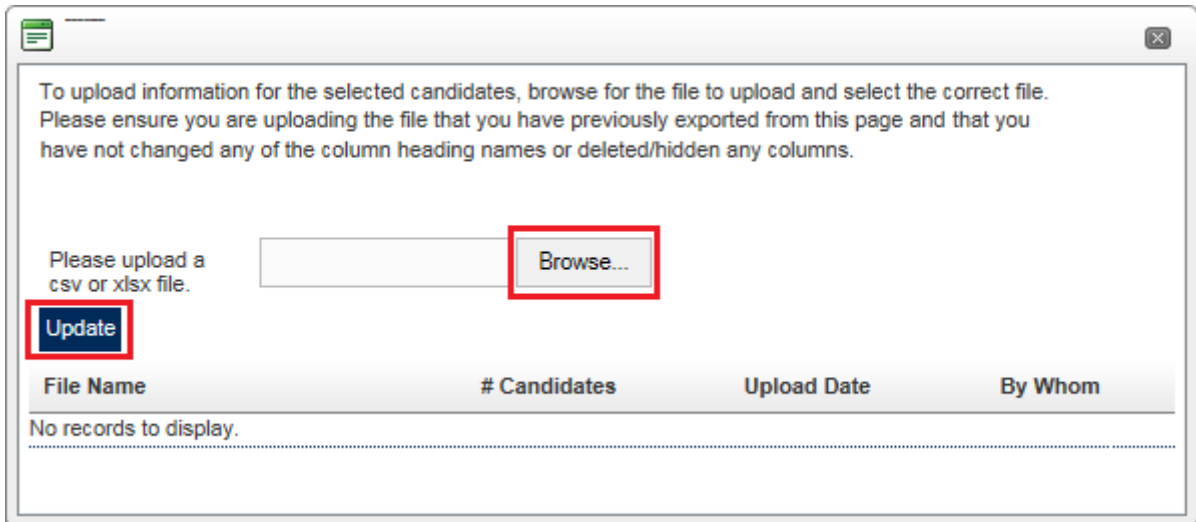 To upload information for the selected candidates, browse for the file to upload and select the correct file.
Please ensure you are uploading the file that you have previously exported from this page and that you
have not changed any of the column heading names or deleted/hidden any columns.
Please upload a
csv or xlsx file.
Browse...
Update
File Name # Candidates Upload Date By Whom
No records to display.